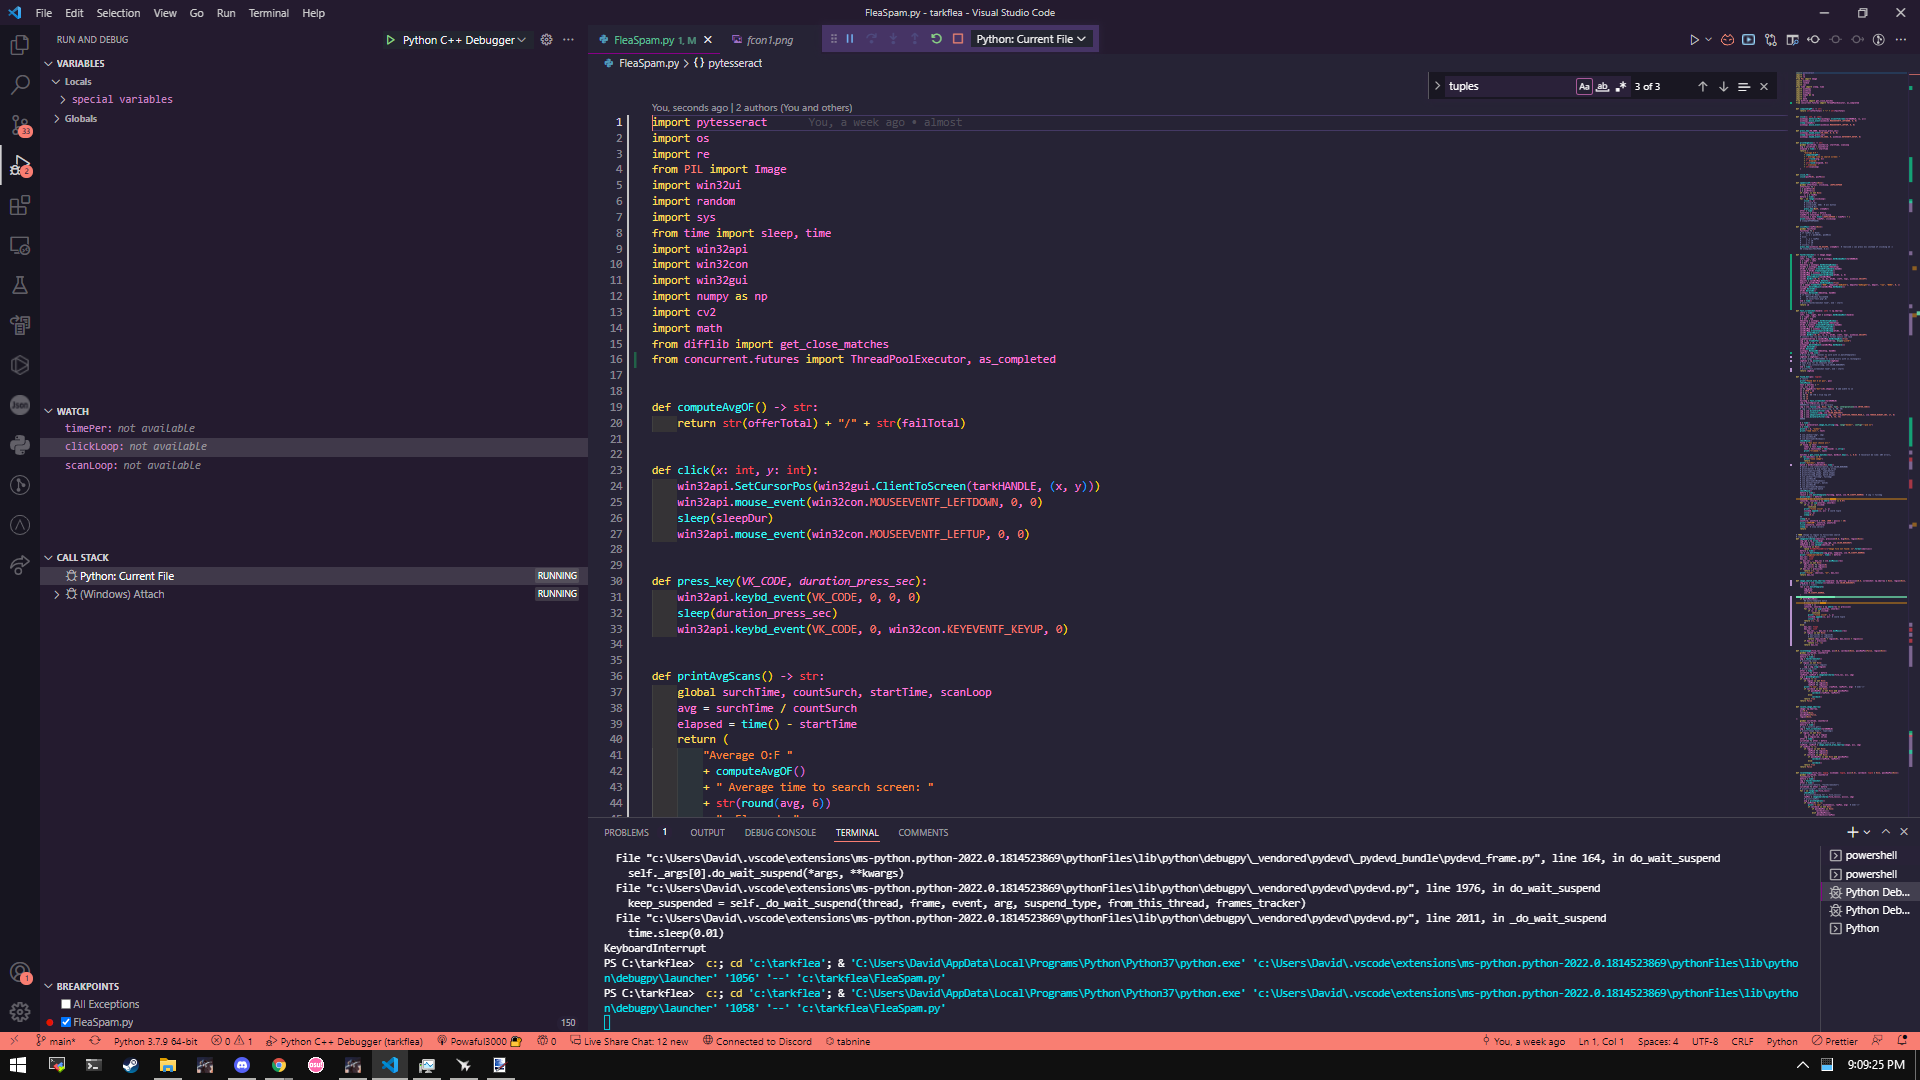 File Edit Selection View Go Run Terminal Help
FleaSpam.py - tarkflea - Visual Studio Code
RUN AND DEBUG
Python C++ Debugger
FleaSpam.py 1, M
fcon1.png
Python: Current File
VARIABLES
Locals
special variables
Globals
FleaSpam.py > {} pytesseract
tuples
Aa
ab
3 of 3
You, seconds ago | 2 authors (You and others)
1 import pytesseract You, a week ago • almost
2 import os
3 import re
4 from PIL import Image
5 import win32ui
6 import random
7 import sys
8 from time import sleep, time
9 import win32api
10 import win32con
11 import win32gui
12 import numpy as np
13 import cv2
14 import math
15 from difflib import get_close_matches
16 from concurrent.futures import ThreadPoolExecutor, as_completed
17
18
19 def computeAvgOF() -> str:
20 return str(offerTotal) + "/" + str(failTotal)
21
22
23 def click(x: int, y: int):
24 win32api.SetCursorPos(win32gui.ClientToScreen(tarkHANDLE, (x, y)))
25 win32api.mouse_event(win32con.MOUSEEVENTF_LEFTDOWN, 0, 0)
26 sleep(sleepDur)
27 win32api.mouse_event(win32con.MOUSEEVENTF_LEFTUP, 0, 0)
28
29
30 def press_key(VK_CODE, duration_press_sec):
31 win32api.keybd_event(VK_CODE, 0, 0, 0)
32 sleep(duration_press_sec)
33 win32api.keybd_event(VK_CODE, 0, win32con.KEYEVENTF_KEYUP, 0)
34
35
36 def printAvgScans() -> str:
37 global surchTime, countSurch, startTime, scanLoop
38 avg = surchTime / countSurch
39 elapsed = time() - startTime
40 return (
41 "Average O:F "
42 + computeAvgOF()
43 + " Average time to search screen: "
44 + str(round(avg, 6))
WATCH
timePer: not available
clickLoop: not available
scanLoop: not available
CALL STACK
Python: Current File RUNNING
(Windows) Attach RUNNING
BREAKPOINTS
All Exceptions
FleaSpam.py 150
33
2
Json
1
PROBLEMS 1 OUTPUT DEBUG CONSOLE TERMINAL COMMENTS
File "c:\Users\David\.vscode\extensions\ms-python.python-2022.0.1814523869\pythonFiles\lib\python\debugpy\_vendored\pydevd\_pydevd_bundle\pydevd_frame.py", line 164, in do_wait_suspend
self._args[0].do_wait_suspend(*args, **kwargs)
File "c:\Users\David\.vscode\extensions\ms-python.python-2022.0.1814523869\pythonFiles\lib\python\debugpy\_vendored\pydevd\pydevd.py", line 1976, in do_wait_suspend
keep_suspended = self._do_wait_suspend(thread, frame, event, arg, suspend_type, from_this_thread, frames_tracker)
File "c:\Users\David\.vscode\extensions\ms-python.python-2022.0.1814523869\pythonFiles\lib\python\debugpy\_vendored\pydevd\pydevd.py", line 2011, in _do_wait_suspend
time.sleep(0.01)
KeyboardInterrupt
PS C:\tarkflea> c:; cd 'c:\tarkflea'; & 'C:\Users\David\AppData\Local\Programs\Python\Python37\python.exe' 'c:\Users\David\.vscode\extensions\ms-python.python-2022.0.1814523869\pythonFiles\lib\pytho
n\debugpy\launcher' '1056' '--' 'c:\tarkflea\FleaSpam.py'
PS C:\tarkflea> c:; cd 'c:\tarkflea'; & 'C:\Users\David\AppData\Local\Programs\Python\Python37\python.exe' 'c:\Users\David\.vscode\extensions\ms-python.python-2022.0.1814523869\pythonFiles\lib\pytho
n\debugpy\launcher' '1058' '--' 'c:\tarkflea\FleaSpam.py'
powershell
powershell
Python Deb...
Python Deb...
Python
main* Python 3.7.9 64-bit 0 1 Python C++ Debugger (tarkflea) Powaful3000 0 Live Share Chat: 12 new Connected to Discord tabnine You, a week ago Ln 1, Col 1 Spaces: 4 UTF-8 CRLF Python Prettier
osu!
9:09:25 PM